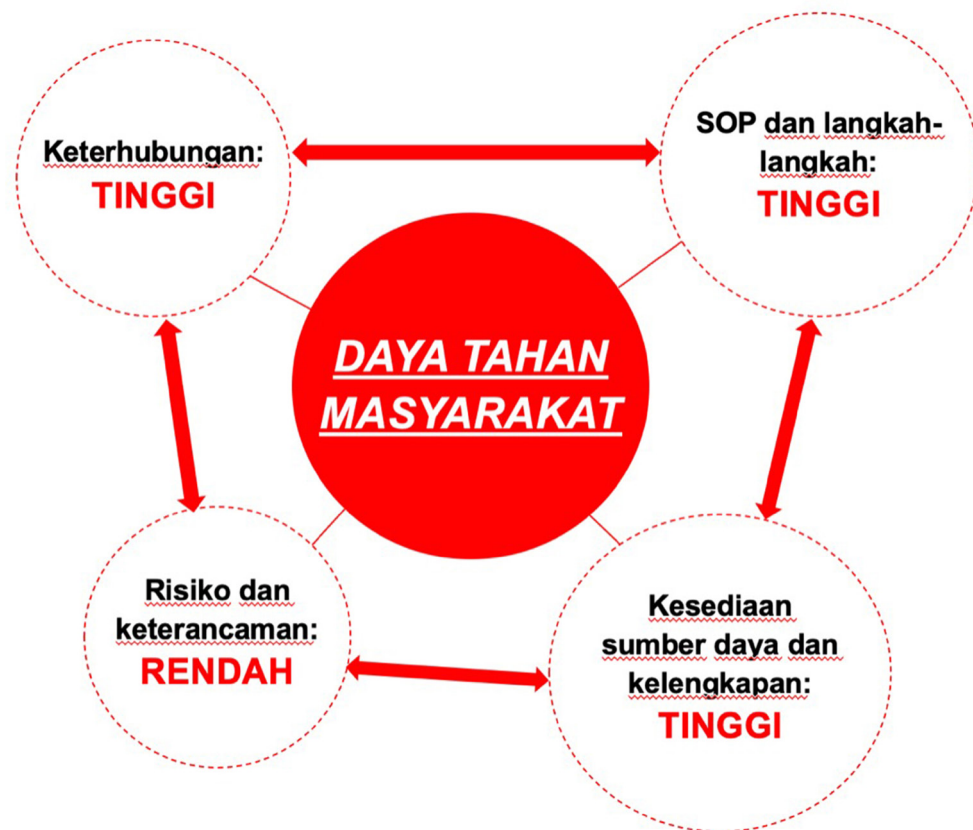 Keterhubungan:
TINGGI
SOP dan langkah-
langkah:
TINGGI
DAYA TAHAN
MASYARAKAT
Risiko dan
keterancaman:
RENDAH
Kesediaan
sumber daya dan
kelengkapan:
TINGGI